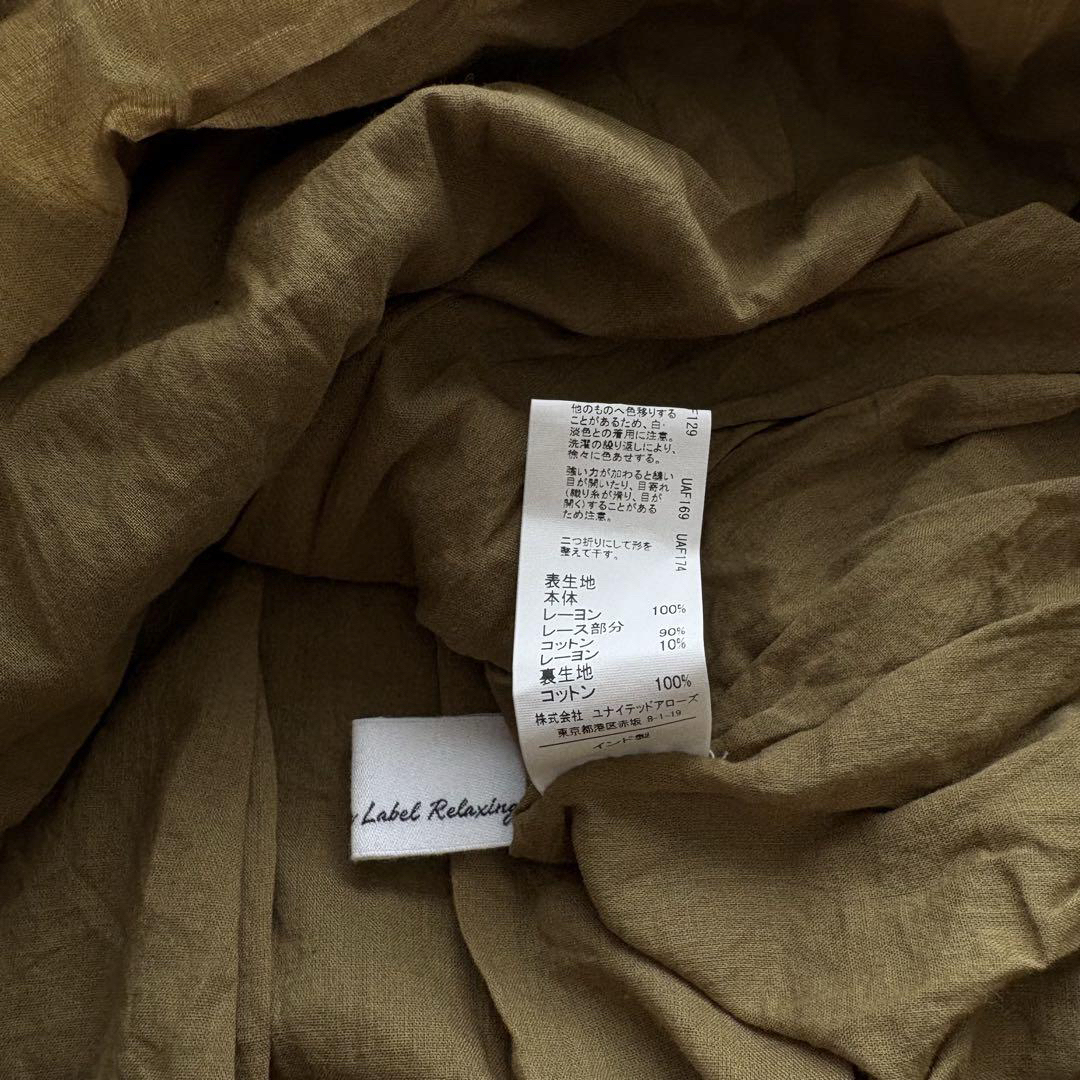 他のものへ色移りする
ことがあるため、白・
淡色との着用に注意。
洗濯の繰り返しにより、
徐々に色あせする。
強い力が加わると縫い
目が開いたり、目寄れ
(織り糸が滑り、目が
開く)することがある
ため注意。
二つ折りにして形を
整えて干す。
表生地
本体
レーヨン 100%
レース部分
コットン 90%
レーヨン 10%
裏生地
コットン 100%
株式会社 ユナイテッドアローズ
東京都港区赤坂 8-1-19
インド製
F129 UAF169 UAF174
Label Relaxing